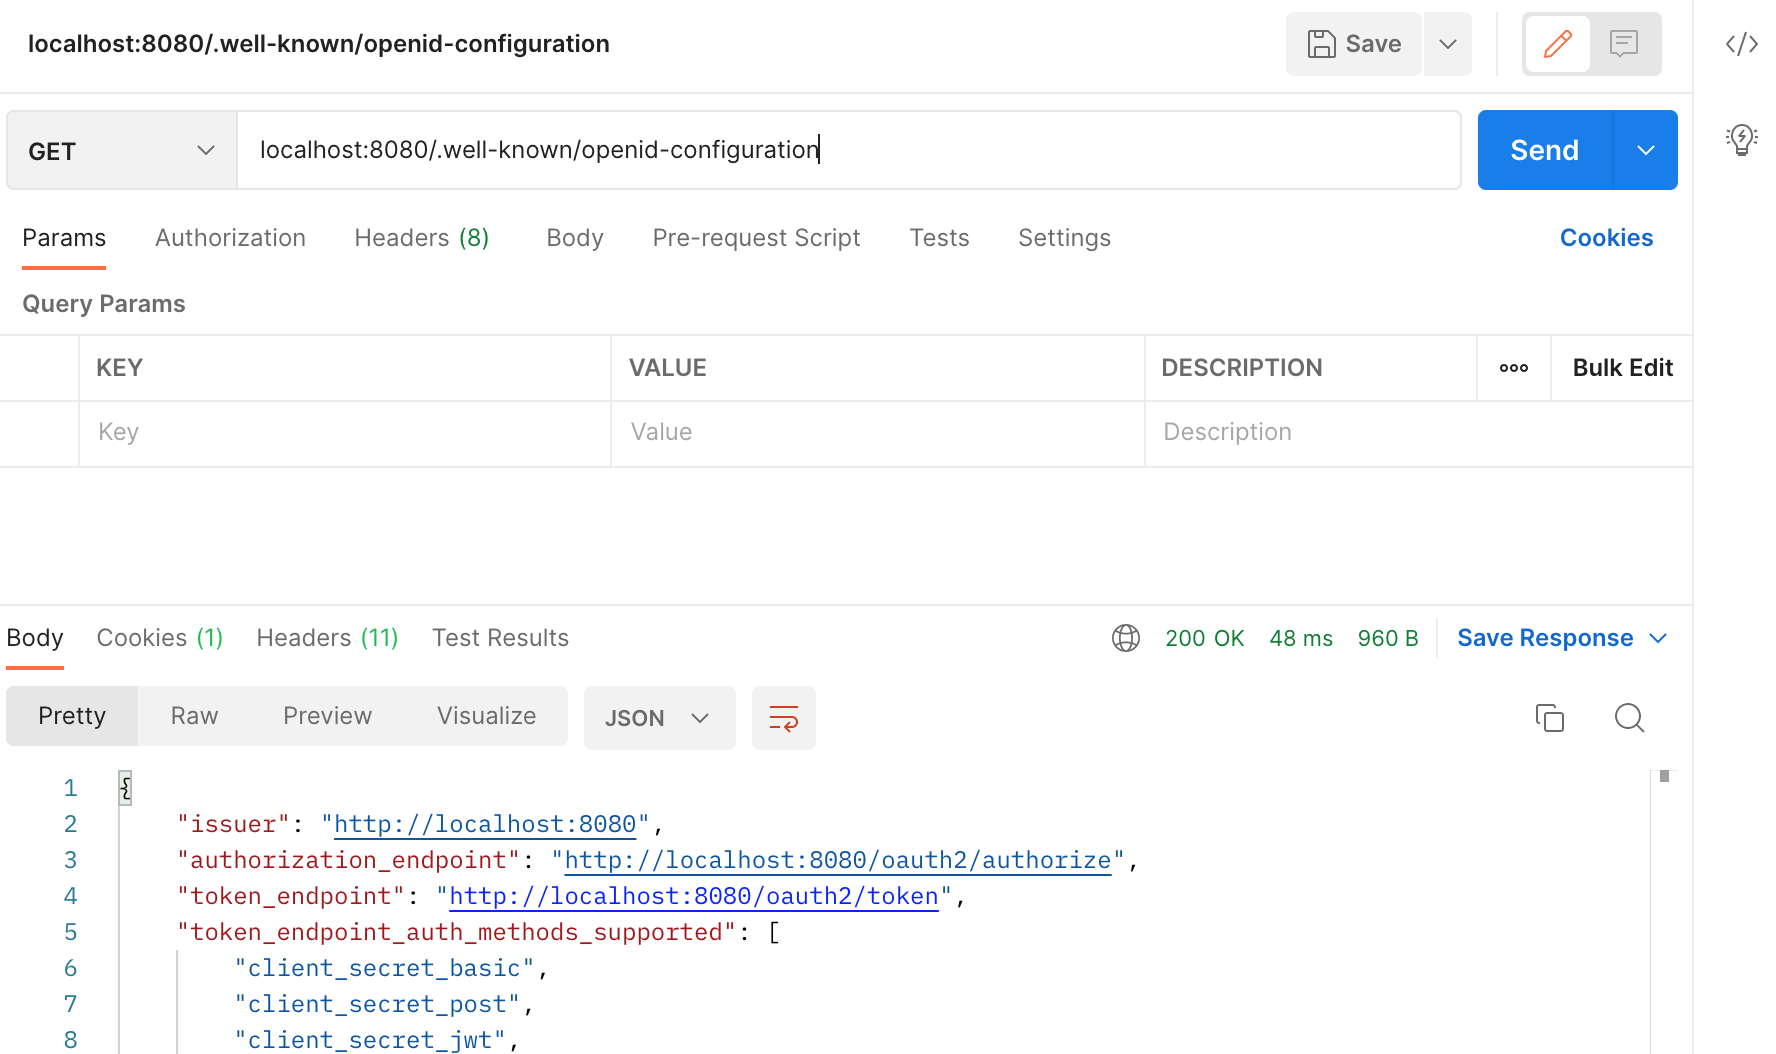 localhost:8080/.well-known/openid-configuration
Save
GET localhost:8080/.well-known/openid-configuration Send
Params Authorization Headers (8) Body Pre-request Script Tests Settings Cookies
Query Params
KEY VALUE DESCRIPTION Bulk Edit
Key Value Description
Body Cookies (1) Headers (11) Test Results 200 OK 48 ms 960 B Save Response
Pretty Raw Preview Visualize JSON
1 {
2 "issuer": "http://localhost:8080",
3 "authorization_endpoint": "http://localhost:8080/oauth2/authorize",
4 "token_endpoint": "http://localhost:8080/oauth2/token",
5 "token_endpoint_auth_methods_supported": [
6 "client_secret_basic",
7 "client_secret_post",
8 "client_secret_jwt",